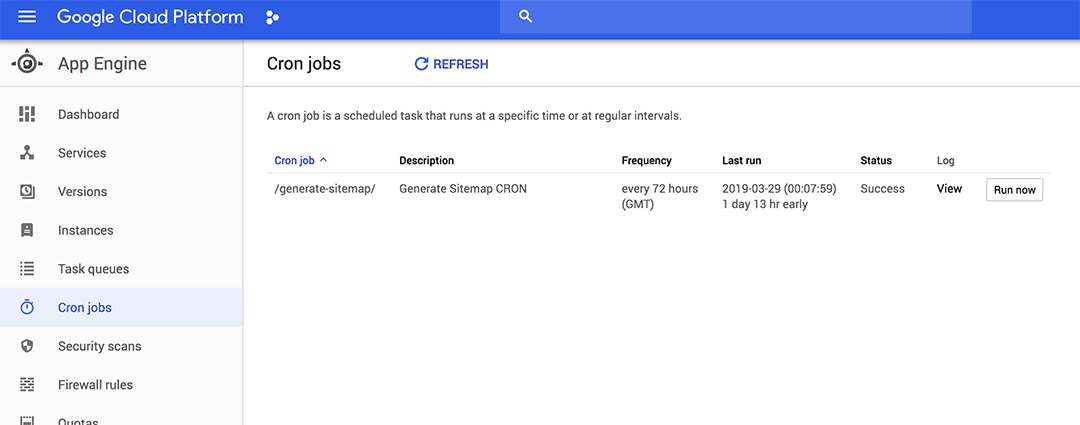 Google Cloud Platform
App Engine
Cron jobs
REFRESH
Dashboard
Services
Versions
Instances
Task queues
Cron jobs
Security scans
Firewall rules
Quotas
A cron job is a scheduled task that runs at a specific time or at regular intervals.
Cron job Description Frequency Last run Status Log
/generate-sitemap/ Generate Sitemap CRON every 72 hours 2019-03-29 (00:07:59) Success View Run now
(GMT) 1 day 13 hr early